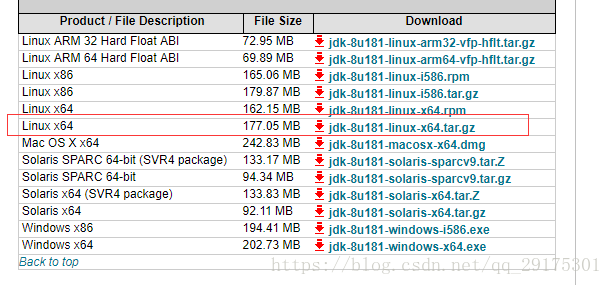 Product / File Description File Size Download
Linux ARM 32 Hard Float ABI 72.95 MB jdk-8u181-linux-arm32-vfp-hflt.tar.gz
Linux ARM 64 Hard Float ABI 69.89 MB jdk-8u181-linux-arm64-vfp-hflt.tar.gz
Linux x86 165.06 MB jdk-8u181-linux-i586.rpm
Linux x86 179.87 MB jdk-8u181-linux-i586.tar.gz
Linux x64 162.15 MB jdk-8u181-linux-x64.rpm
Linux x64 177.05 MB jdk-8u181-linux-x64.tar.gz
Mac OS X x64 242.83 MB jdk-8u181-macosx-x64.dmg
Solaris SPARC 64-bit (SVR4 package) 133.17 MB jdk-8u181-solaris-sparcv9.tar.Z
Solaris SPARC 64-bit 94.34 MB jdk-8u181-solaris-sparcv9.tar.gz
Solaris x64 (SVR4 package) 133.83 MB jdk-8u181-solaris-x64.tar.Z
Solaris x64 92.11 MB jdk-8u181-solaris-x64.tar.gz
Windows x86 194.41 MB jdk-8u181-windows-i586.exe
Windows x64 202.73 MB jdk-8u181-windows-x64.exe
Back to top
https://blog.csdn.net/qq_29175301